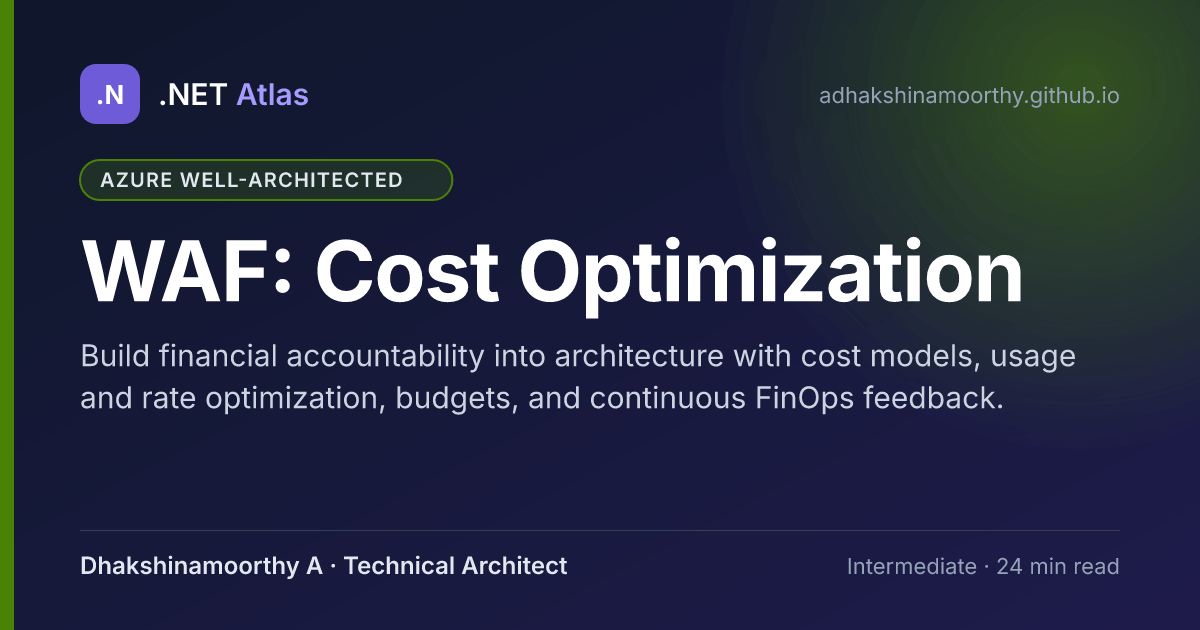 .N
.NET Atlas
adhakshinamoorthy.github.io
AZURE WELL-ARCHITECTED
WAF: Cost Optimization
Build financial accountability into architecture with cost models, usage
and rate optimization, budgets, and continuous FinOps feedback.
Dhakshinamoorthy A · Technical Architect
Intermediate · 24 min read